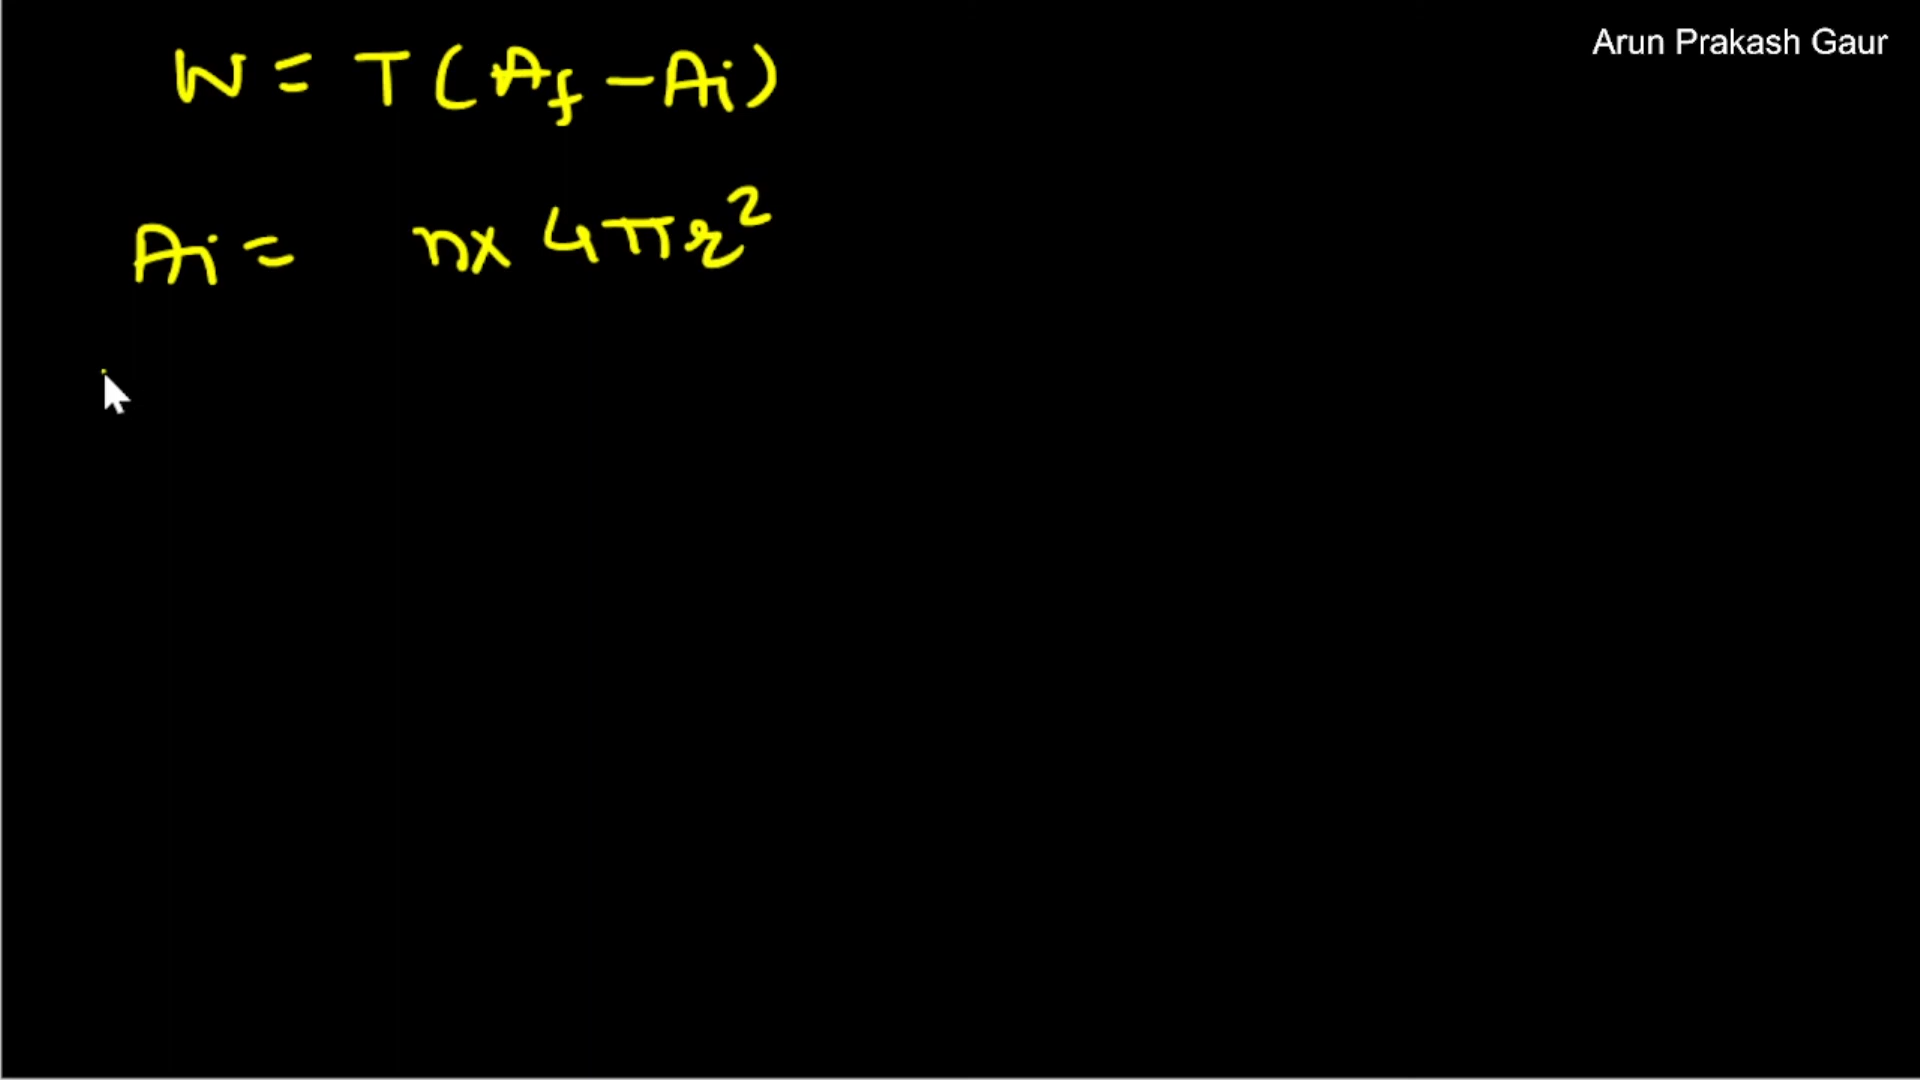 Arun Prakash Gaur
W = T(Af - Ai)
Ai = n x 4πr²